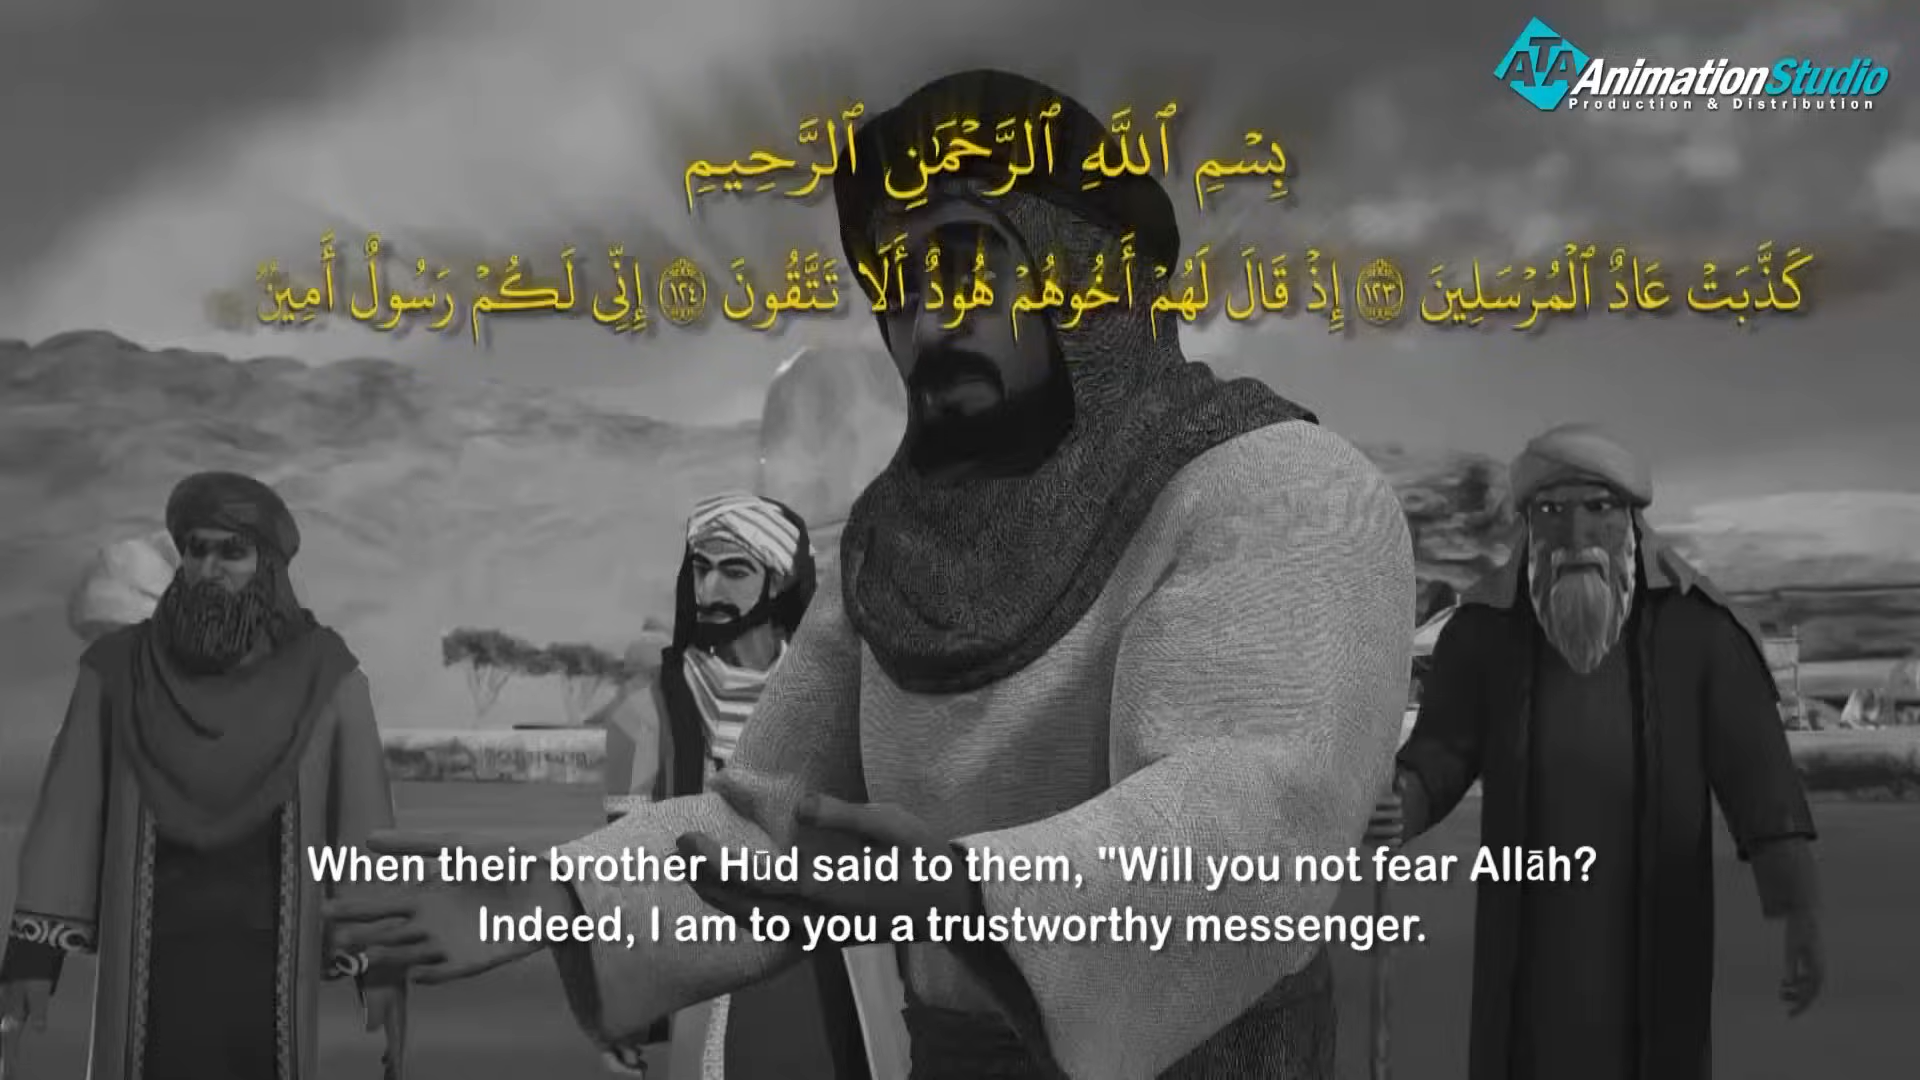 ATA AnimationStudio
Production & Distribution
بِسْمِ ٱللَّهِ ٱلرَّحْمَٰنِ ٱلرَّحِيمِ
كَذَّبَتْ عَادٌ ٱلْمُرْسَلِينَ ١٢٣ إِذْ قَالَ لَهُمْ أَخُوهُمْ هُودٌ أَلَا تَتَّقُونَ ١٢٤ إِنِّى لَكُمْ رَسُولٌ أَمِينٌ
When their brother Hūd said to them, "Will you not fear Allāh?
Indeed, I am to you a trustworthy messenger.